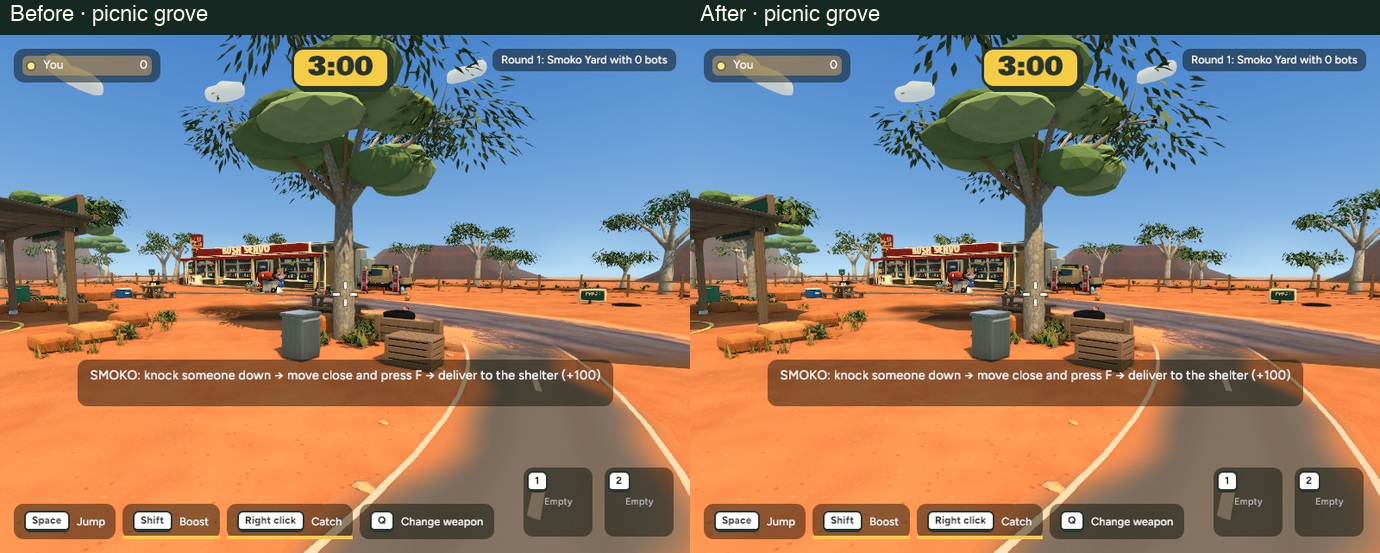 Before · picnic grove
You 0
3:00
Round 1: Smoko Yard with 0 bots
BUSH SERVO
SMOKO: knock someone down → move close and press F → deliver to the shelter (+100)
1
Empty
2
Empty
Space Jump
Shift Boost
Right click Catch
Q Change weapon
After · picnic grove
You 0
3:00
Round 1: Smoko Yard with 0 bots
BUSH SERVO
SMOKO: knock someone down → move close and press F → deliver to the shelter (+100)
1
Empty
2
Empty
Space Jump
Shift Boost
Right click Catch
Q Change weapon